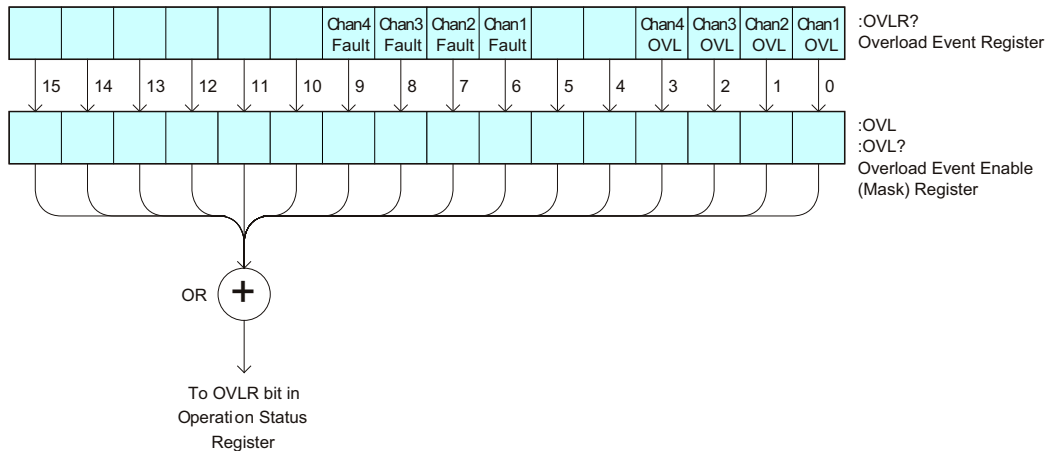 Chan4 Fault Chan3 Fault Chan2 Fault Chan1 Fault Chan4 OVL Chan3 OVL Chan2 OVL Chan1 OVL
:OVLR?
Overload Event Register
15 14 13 12 11 10 9 8 7 6 5 4 3 2 1 0
:OVL
:OVL?
Overload Event Enable
(Mask) Register
OR +
To OVLR bit in
Operation Status
Register